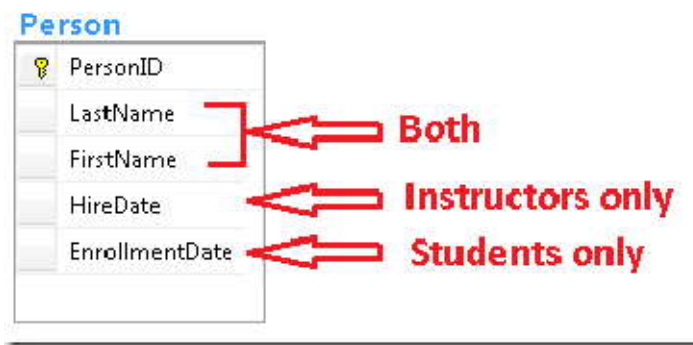 Person
PersonID
LastName
FirstName
Both
HireDate
Instructors only
EnrollmentDate
Students only